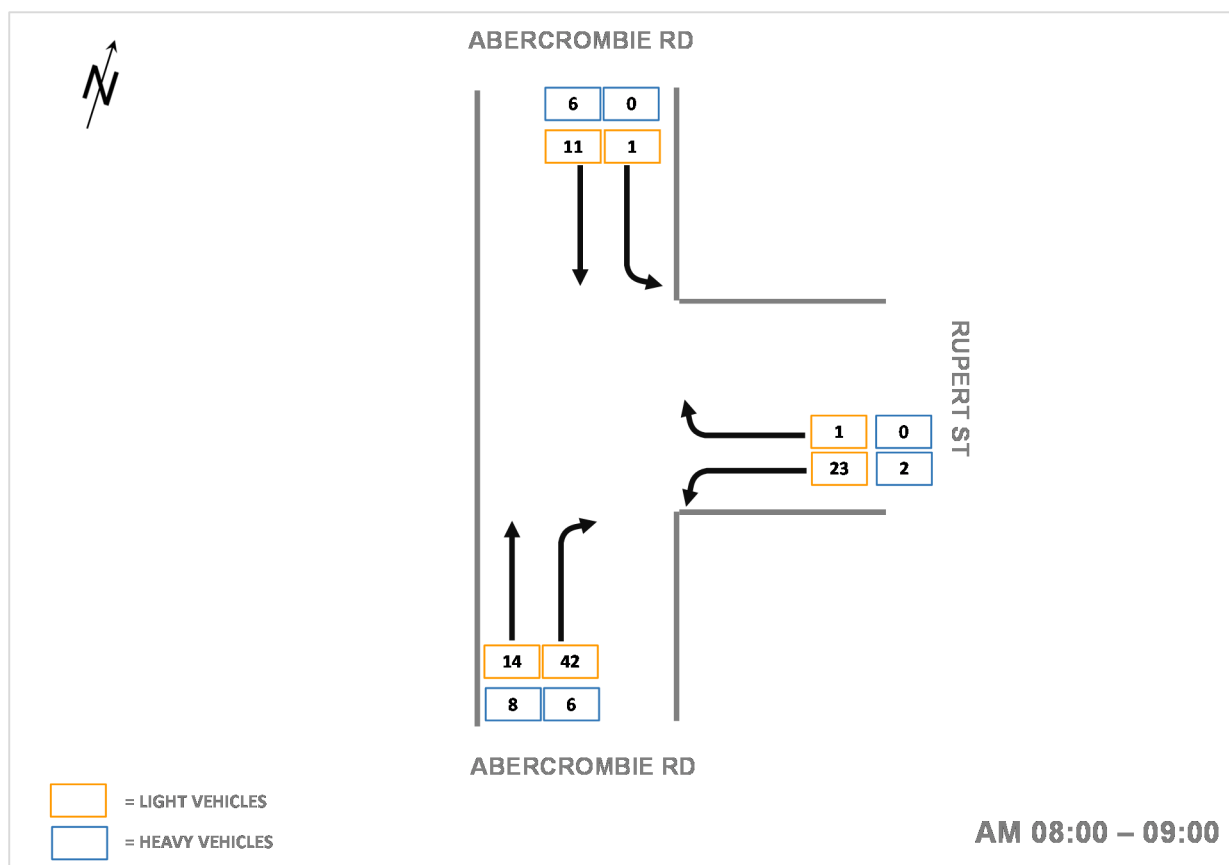 ABERCROMBIE RD
N
6 0
11 1
RUPERT ST
1 0
23 2
14 42
8 6
ABERCROMBIE RD
= LIGHT VEHICLES
= HEAVY VEHICLES
AM 08:00 – 09:00